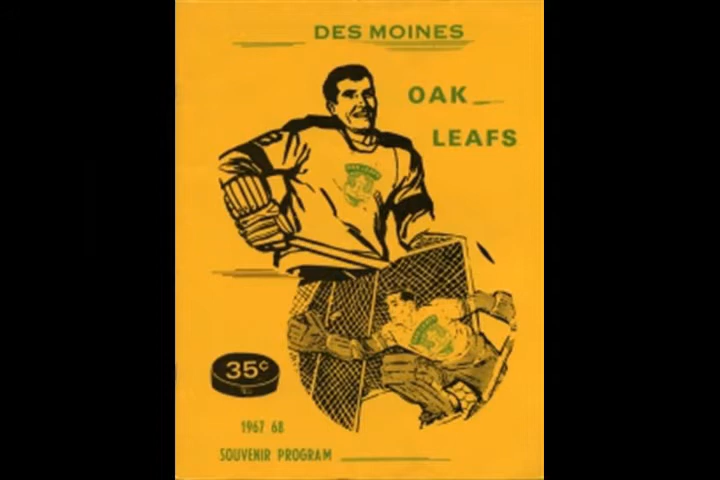 DES MOINES
OAK
LEAFS
35¢
1967 68
SOUVENIR PROGRAM